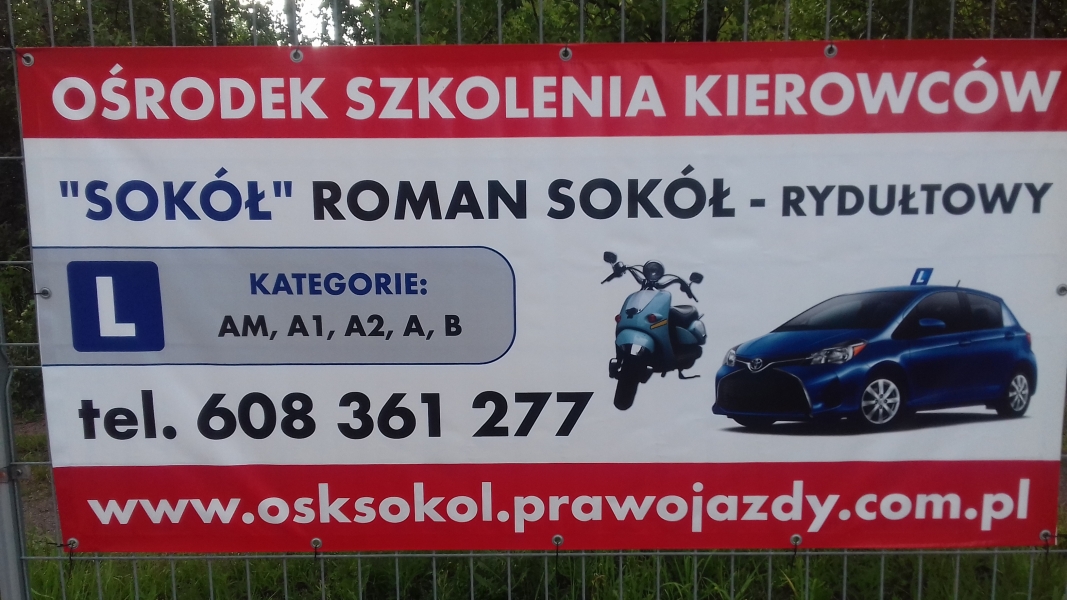 OŚRODEK SZKOLENIA KIEROWCÓW
"SOKÓŁ" ROMAN SOKÓŁ - RYDUŁTOWY
L
KATEGORIE:
AM, A1, A2, A, B
L
tel. 608 361 277
www.osksokol.prawojazdy.com.pl